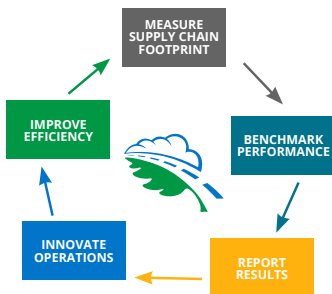 MEASURE
SUPPLY CHAIN
FOOTPRINT
BENCHMARK
PERFORMANCE
REPORT
RESULTS
INNOVATE
OPERATIONS
IMPROVE
EFFICIENCY